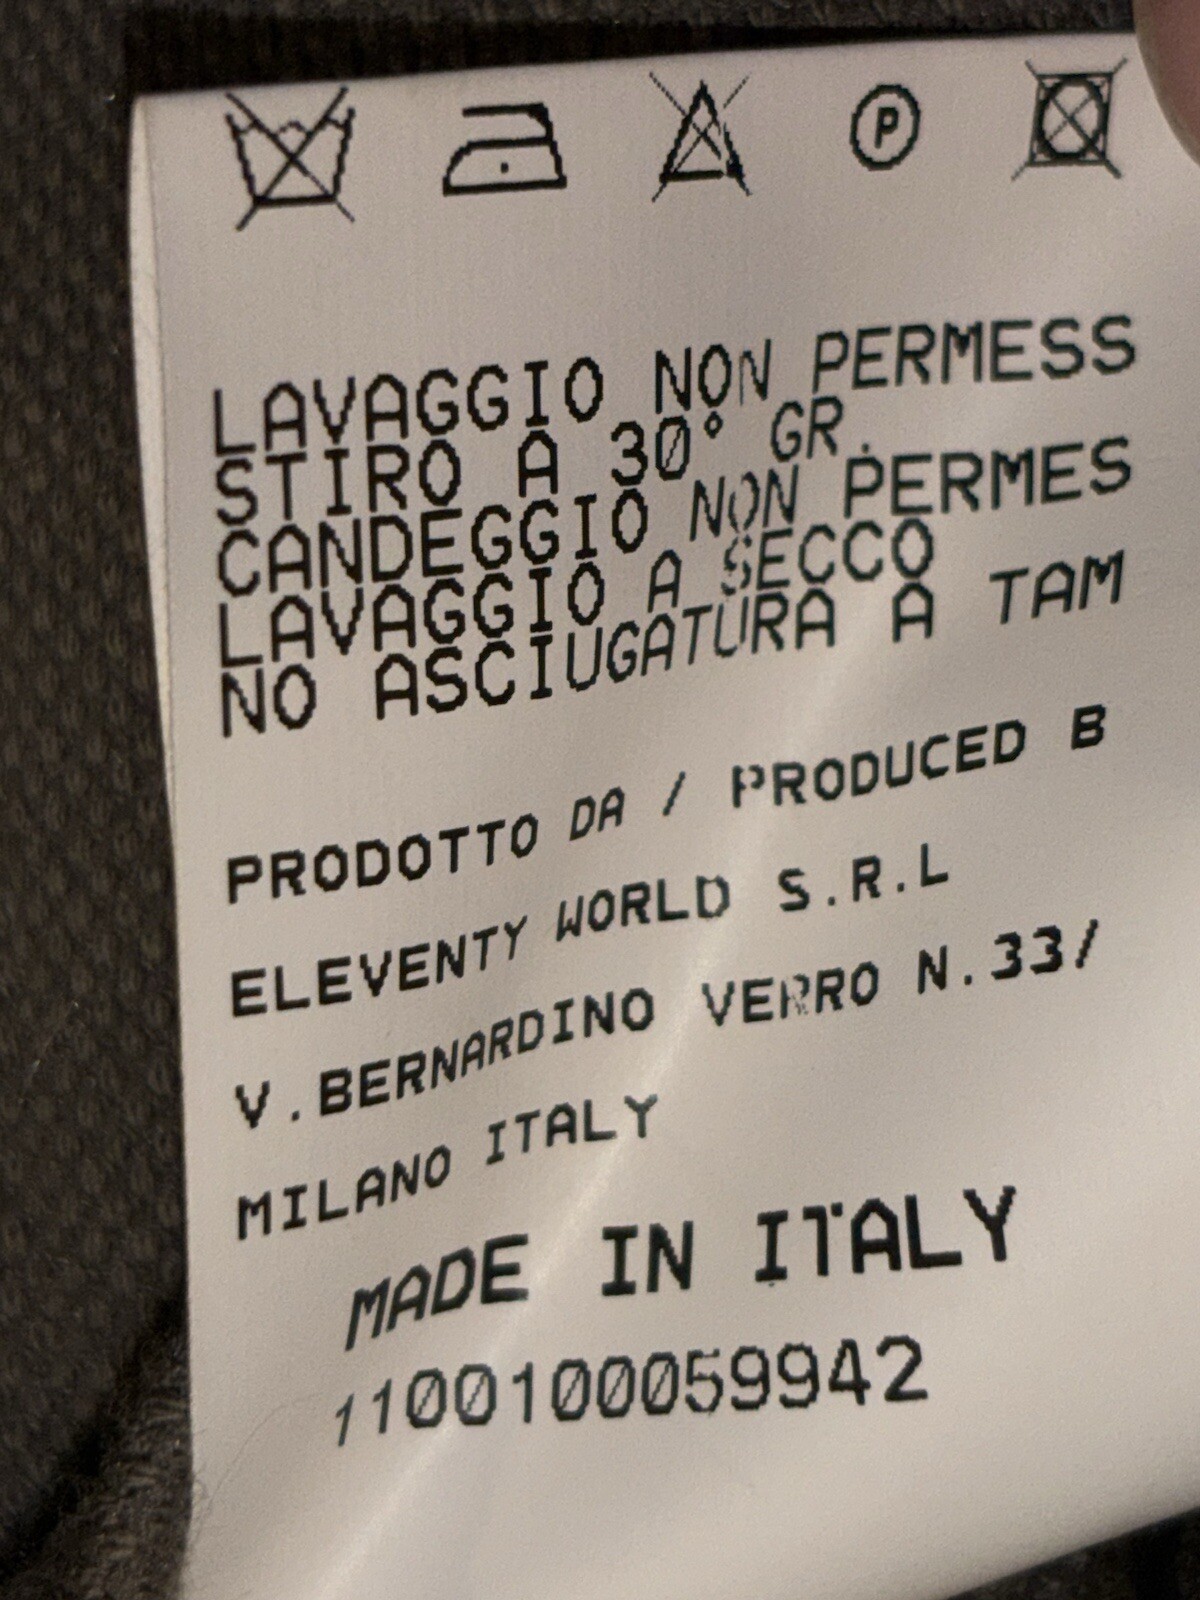 P
LAVAGGIO NON PERMESS
STIRO A 30° GR.
CANDEGGIO NON PERMES
LAVAGGIO A SECCO
NO ASCIUGATURA A TAM
PRODOTTO DA / PRODUCED B
ELEVENTY WORLD S.R.L
V.BERNARDINO VERRO N.33/
MILANO ITALY
MADE IN ITALY
1100100059942